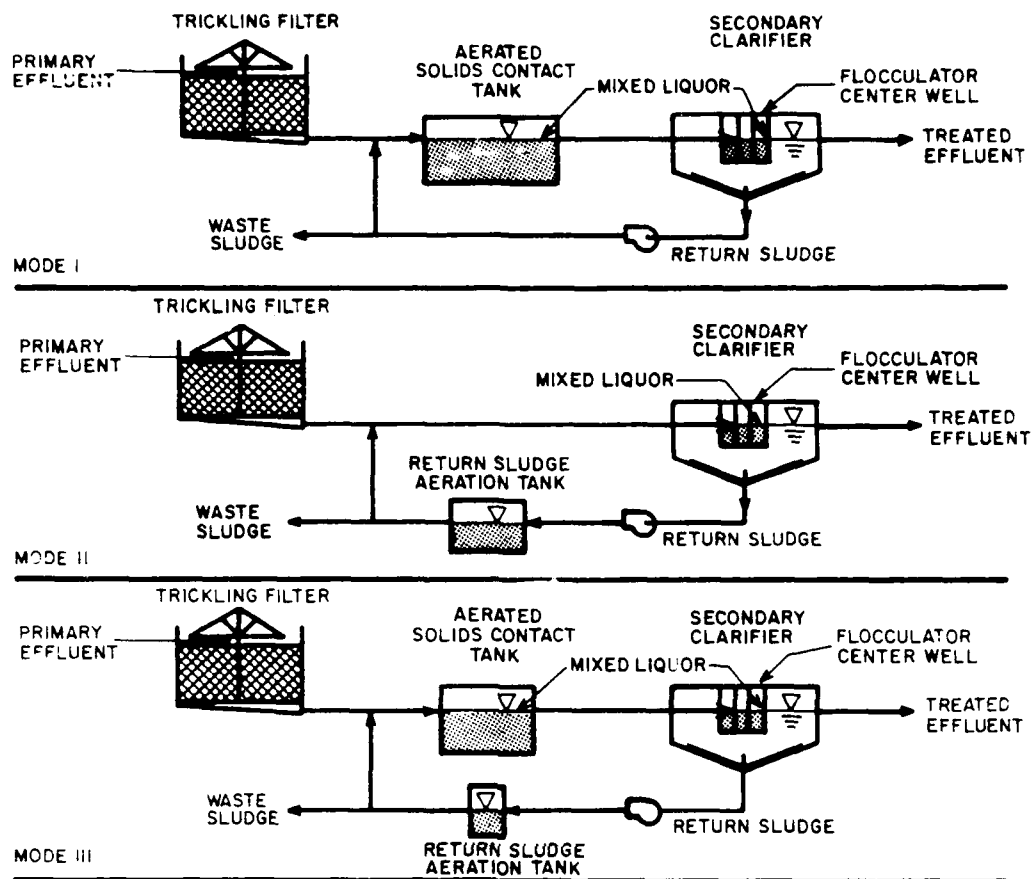 TRICKLING FILTER
PRIMARY
EFFLUENT
AERATED
SOLIDS CONTACT
TANK
MIXED LIQUOR
SECONDARY
CLARIFIER
FLOCCULATOR
CENTER WELL
TREATED
EFFLUENT
WASTE
SLUDGE
RETURN SLUDGE
MODE I
TRICKLING FILTER
PRIMARY
EFFLUENT
SECONDARY
CLARIFIER
MIXED LIQUOR
FLOCCULATOR
CENTER WELL
TREATED
EFFLUENT
RETURN SLUDGE
AERATION TANK
WASTE
SLUDGE
RETURN SLUDGE
MODE II
TRICKLING FILTER
PRIMARY
EFFLUENT
AERATED
SOLIDS CONTACT
TANK
MIXED LIQUOR
SECONDARY
CLARIFIER
FLOCCULATOR
CENTER WELL
TREATED
EFFLUENT
WASTE
SLUDGE
RETURN SLUDGE
RETURN SLUDGE
AERATION TANK
MODE III